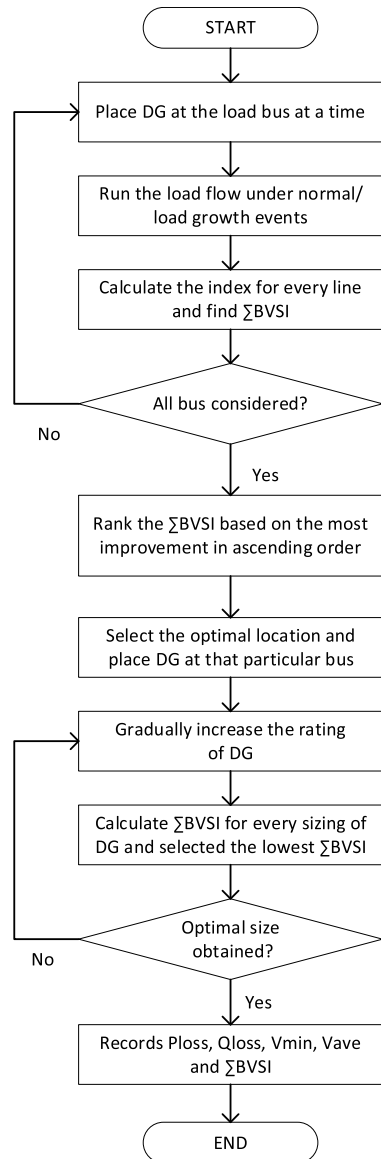 START
Place DG at the load bus at a time
Run the load flow under normal/
load growth events
Calculate the index for every line
and find ∑BVSI
All bus considered?
No
Yes
Rank the ∑BVSI based on the most
improvement in ascending order
Select the optimal location and
place DG at that particular bus
Gradually increase the rating
of DG
Calculate ∑BVSI for every sizing of
DG and selected the lowest ∑BVSI
Optimal size
obtained?
No
Yes
Records Ploss, Qloss, Vmin, Vave
and ∑BVSI
END